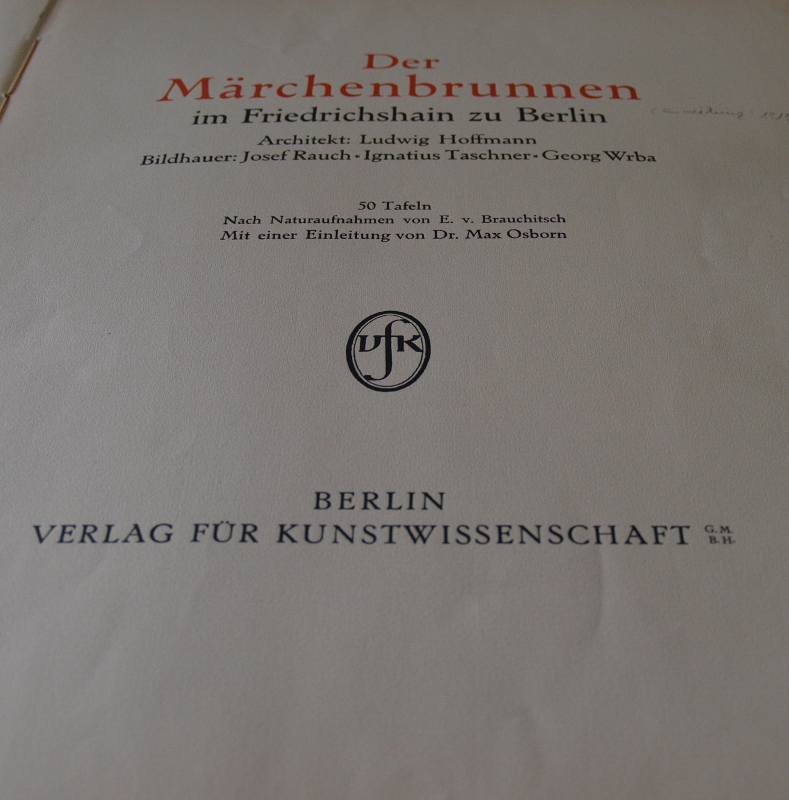 Der
Märchenbrunnen
im Friedrichshain zu Berlin
Architekt: Ludwig Hoffmann
Bildhauer: Josef Rauch • Ignatius Taschner • Georg Wrba
50 Tafeln
Nach Naturaufnahmen von E. v. Brauchitsch
Mit einer Einleitung von Dr. Max Osborn
VfK
BERLIN
VERLAG FÜR KUNSTWISSENSCHAFT G.M.
B.H.